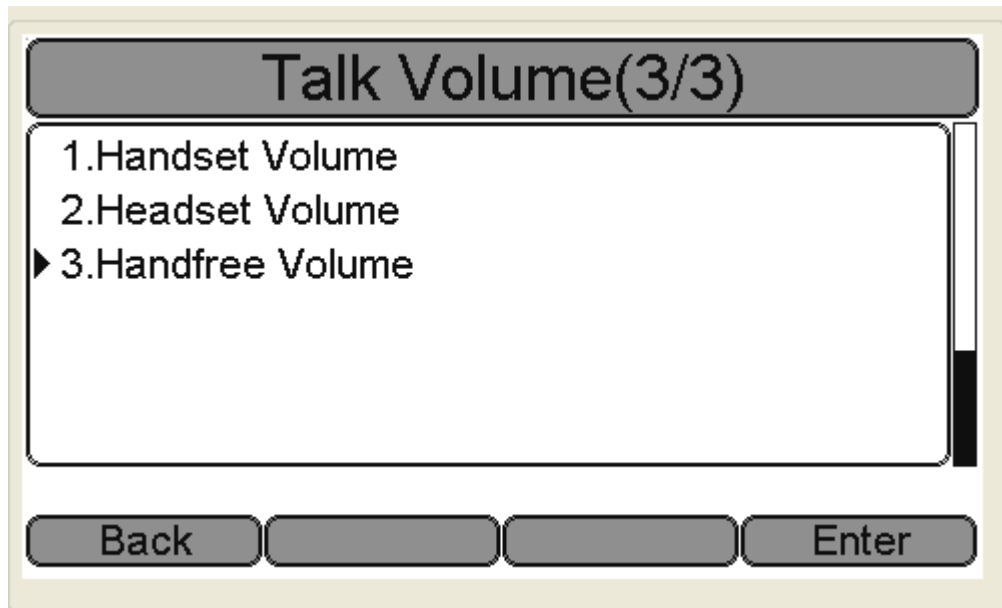 Talk Volume(3/3)
1.Handset Volume
2.Headset Volume
3.Handfree Volume
Back Enter